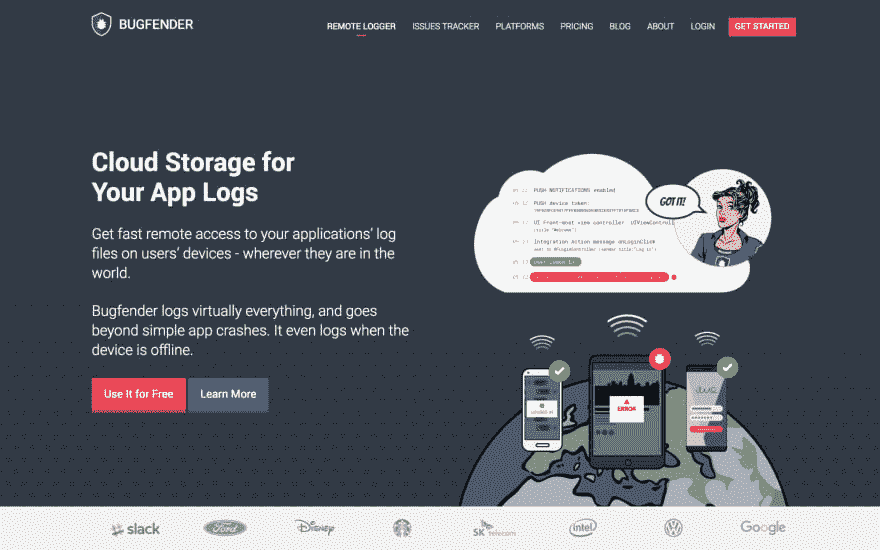 BUGFENDER
REMOTE LOGGER
ISSUES TRACKER
PLATFORMS
PRICING
BLOG
ABOUT
LOGIN
GET STARTED
Cloud Storage for
Your App Logs
Get fast remote access to your applications' log
files on users' devices - wherever they are in the
world.
Bugfender logs virtually everything, and goes
beyond simple app crashes. It even logs when the
device is offline.
Use It for Free
Learn More
PUSH NOTIFICATIONS enabled
PUSH device token:
UI Front-most view controller
Integration Action message onLoginClick
GOT IT!
ERROR
slack
Ford
Disney
SK telecom
intel
Google